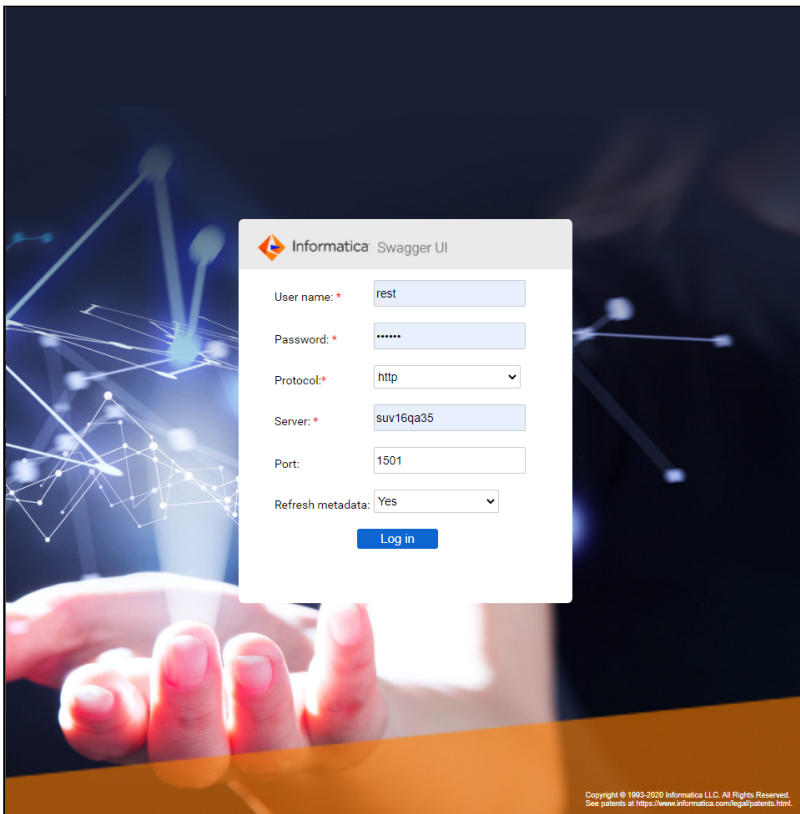 Informatica Swagger UI
User name: * rest
Password: * ••••••
Protocol:* http
Server: * suv16qa35
Port: 1501
Refresh metadata: Yes
Log in
Copyright © 1993-2020 Informatica LLC. All Rights Reserved.
See patents at https://www.informatica.com/legal/patents.html.